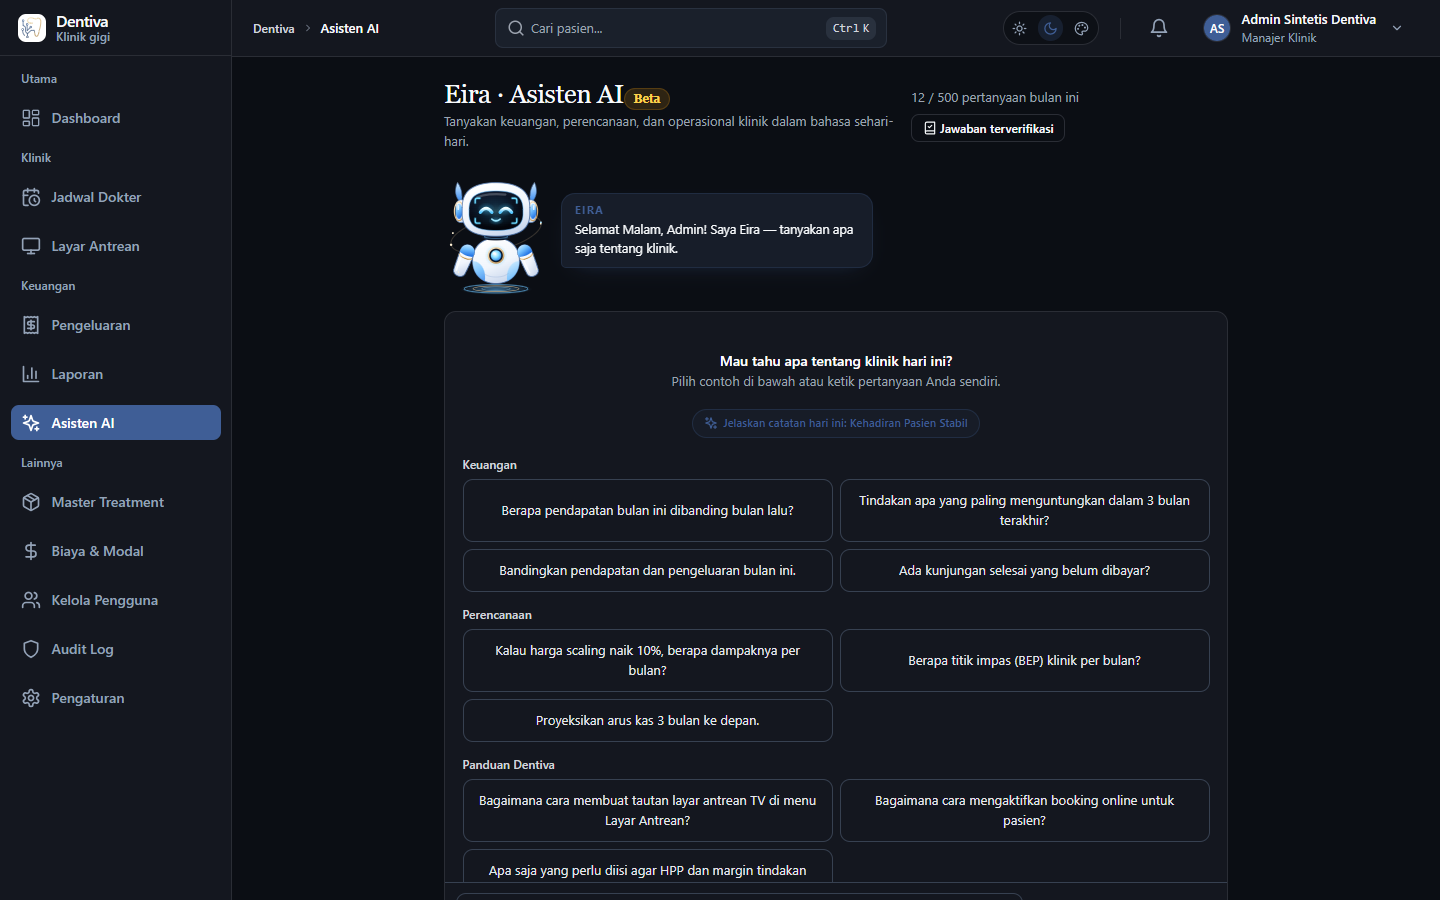 Dentiva
Klinik gigi
Utama
Dashboard
Klinik
Jadwal Dokter
Layar Antrean
Keuangan
Pengeluaran
Laporan
Asisten AI
Lainnya
Master Treatment
Biaya & Modal
Kelola Pengguna
Audit Log
Pengaturan
Dentiva > Asisten AI
Cari pasien...
Ctrl K
AS
Admin Sintetis Dentiva
Manajer Klinik
Eira · Asisten AI
Beta
Tanyakan keuangan, perencanaan, dan operasional klinik dalam bahasa sehari-
hari.
12 / 500 pertanyaan bulan ini
Jawaban terverifikasi
EIRA
Selamat Malam, Admin! Saya Eira — tanyakan apa
saja tentang klinik.
Mau tahu apa tentang klinik hari ini?
Pilih contoh di bawah atau ketik pertanyaan Anda sendiri.
Jelaskan catatan hari ini: Kehadiran Pasien Stabil
Keuangan
Berapa pendapatan bulan ini dibanding bulan lalu?
Tindakan apa yang paling menguntungkan dalam 3 bulan
terakhir?
Bandingkan pendapatan dan pengeluaran bulan ini.
Ada kunjungan selesai yang belum dibayar?
Perencanaan
Kalau harga scaling naik 10%, berapa dampaknya per
bulan?
Berapa titik impas (BEP) klinik per bulan?
Proyeksikan arus kas 3 bulan ke depan.
Panduan Dentiva
Bagaimana cara membuat tautan layar antrean TV di menu
Layar Antrean?
Bagaimana cara mengaktifkan booking online untuk
pasien?
Apa saja yang perlu diisi agar HPP dan margin tindakan